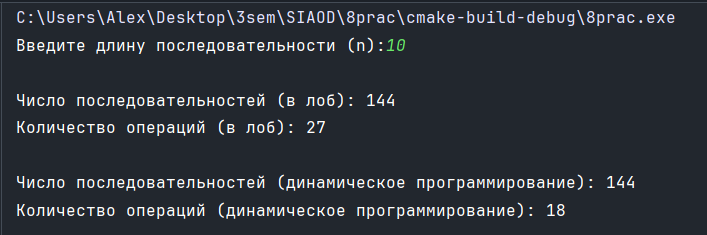 C:\Users\Alex\Desktop\3sem\SIAOD\8prac\cmake-build-debug\8prac.exe
Введите длину последовательности (n):10
Число последовательностей (в лоб): 144
Количество операций (в лоб): 27
Число последовательностей (динамическое программирование): 144
Количество операций (динамическое программирование): 18